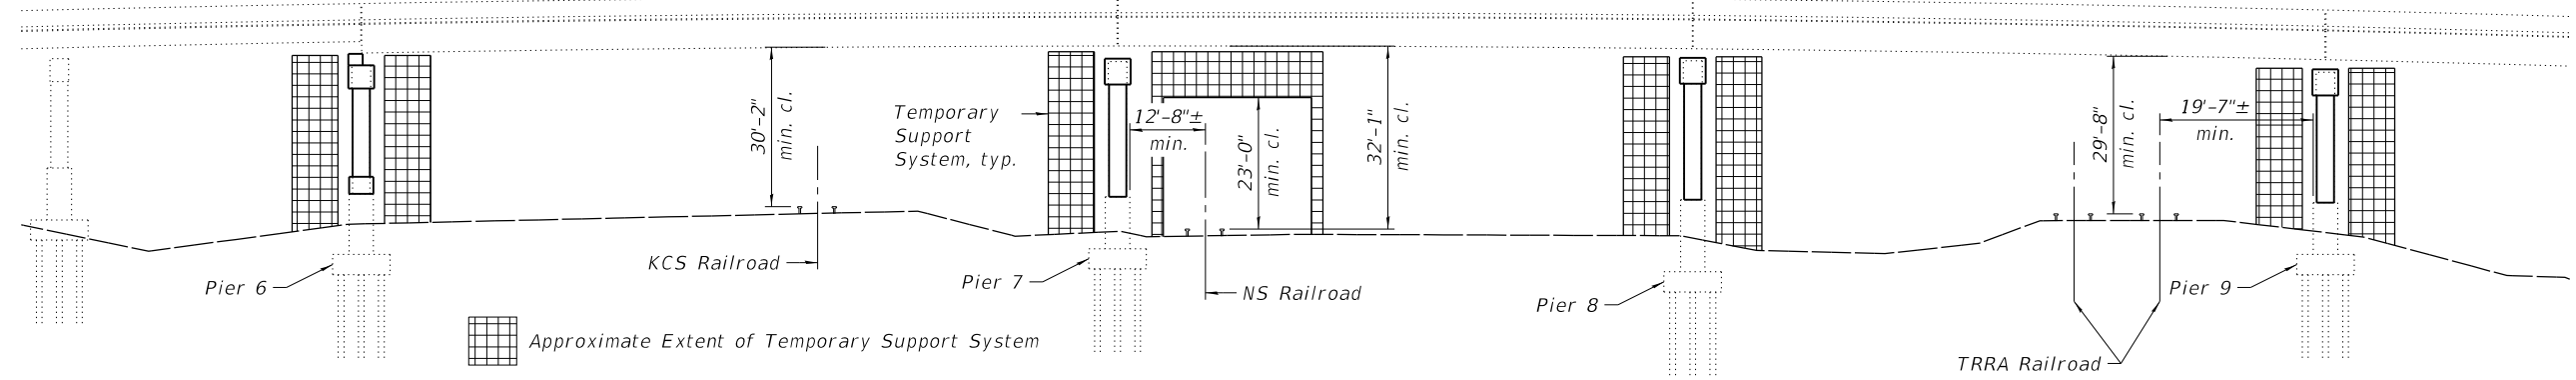 30'-2"
min. cl.
Temporary
Support
System, typ.
12'-8"±
min.
23'-0"
min. cl.
32'-1"
min. cl.
29'-8"
min. cl.
19'-7"±
min.
Pier 6
KCS Railroad
Pier 7
NS Railroad
Pier 8
Pier 9
Approximate Extent of Temporary Support System
TRRA Railroad